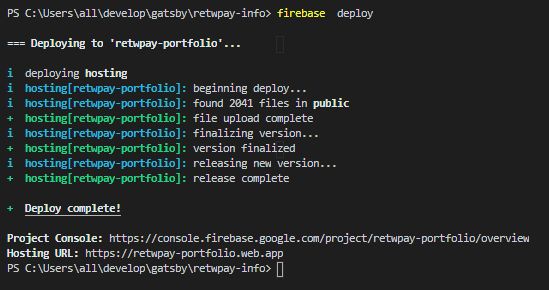 PS C:\Users\all\develop\gatsby\retwpay-info> firebase  deploy
=== Deploying to 'retwpay-portfolio'...
i  deploying hosting
i  hosting[retwpay-portfolio]: beginning deploy...
i  hosting[retwpay-portfolio]: found 2041 files in public
+  hosting[retwpay-portfolio]: file upload complete
i  hosting[retwpay-portfolio]: finalizing version...
+  hosting[retwpay-portfolio]: version finalized
i  hosting[retwpay-portfolio]: releasing new version...
+  hosting[retwpay-portfolio]: release complete
+  Deploy complete!
Project Console: https://console.firebase.google.com/project/retwpay-portfolio/overview
Hosting URL: https://retwpay-portfolio.web.app
PS C:\Users\all\develop\gatsby\retwpay-info>